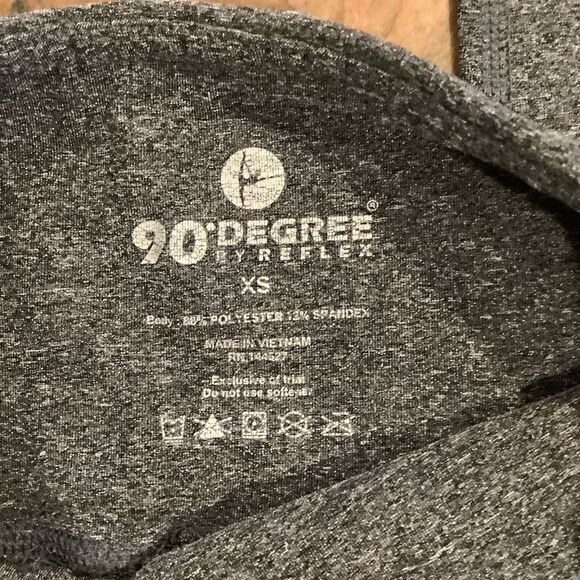 90° DEGREE ®
BY REFLEX
XS
Body - 88% POLYESTER 12% SPANDEX
MADE IN VIETNAM
RN 144527
Exclusive of trial
Do not use softener